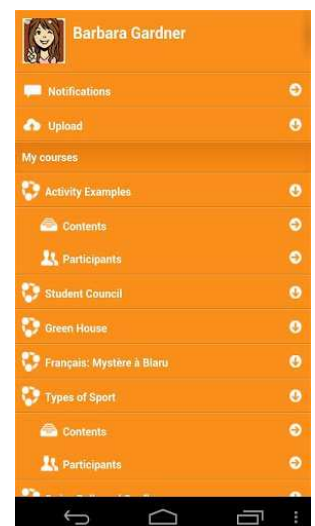 Barbara Gardner
Notifications
Upload
My courses
Activity Examples
Contents
Participants
Student Council
Green House
Français: Mystère à Blaru
Types of Sport
Contents
Participants